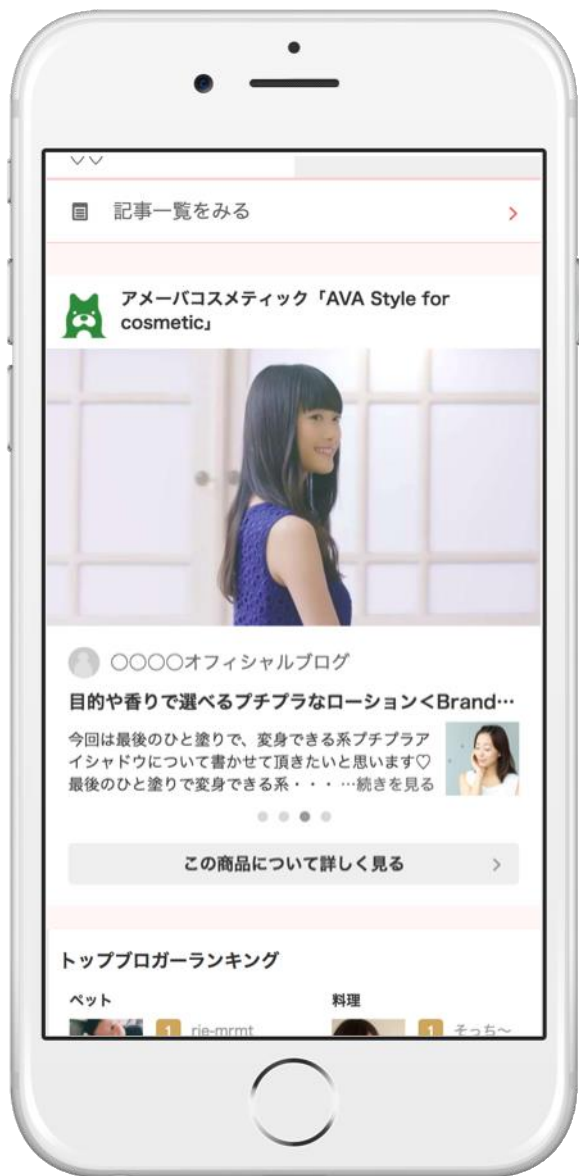 記事一覧をみる
アメーバコスメティック「AVA Style for
cosmetic」
〇〇〇〇オフィシャルブログ
目的や香りで選べるプチプラなローション＜Brand…
今回は最後のひと塗りで、変身できる系プチプラア
イシャドウについて書かせて頂きたいと思います♡
最後のひと塗りで変身できる系・・・ …続きを見る
この商品について詳しく見る
トップブロガーランキング
ペット
料理
1 rie-mrmt
1 そっち～